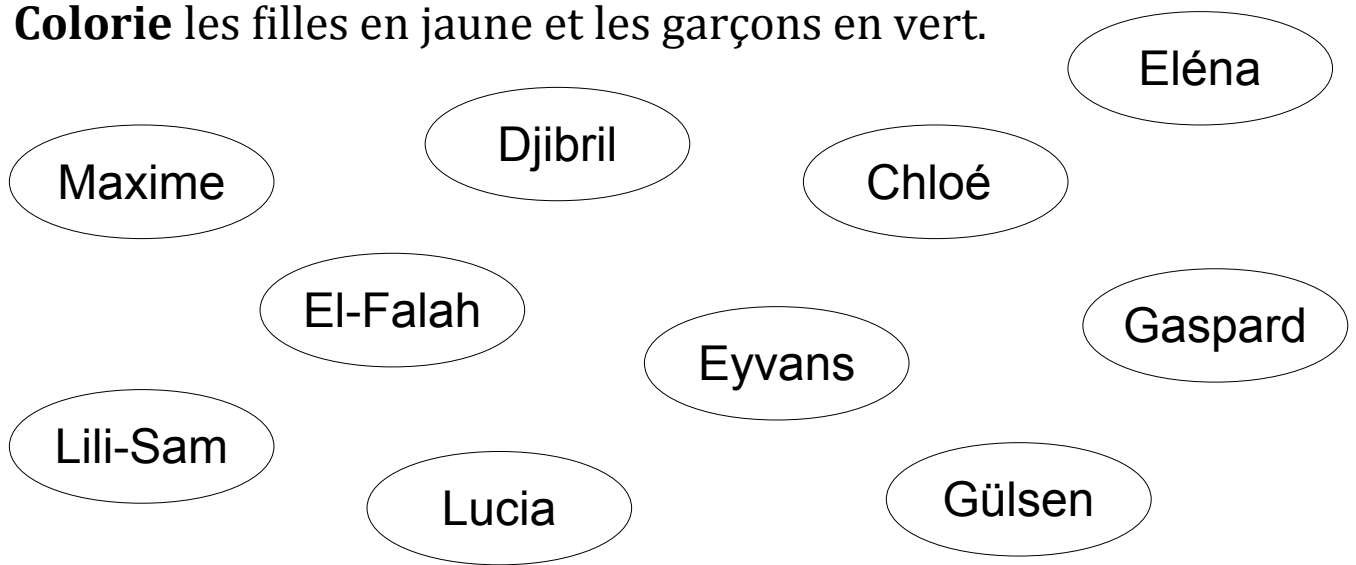 Colorie les filles en jaune et les garçons en vert.
Eléna
Djibril
Maxime
Chloé
El-Falah
Gaspard
Eyvans
Lili-Sam
Lucia
Gülsen